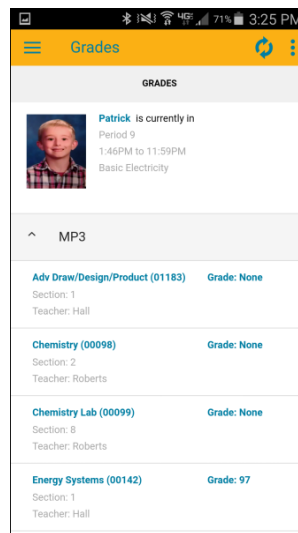 4G 71% 3:25 PM
Grades
GRADES
Patrick is currently in
Period 9
1:46PM to 11:59PM
Basic Electricity
MP3
Adv Draw/Design/Product (01183) Grade: None
Section: 1
Teacher: Hall
Chemistry (00098) Grade: None
Section: 2
Teacher: Roberts
Chemistry Lab (00099) Grade: None
Section: 8
Teacher: Roberts
Energy Systems (00142) Grade: 97
Section: 1
Teacher: Hall